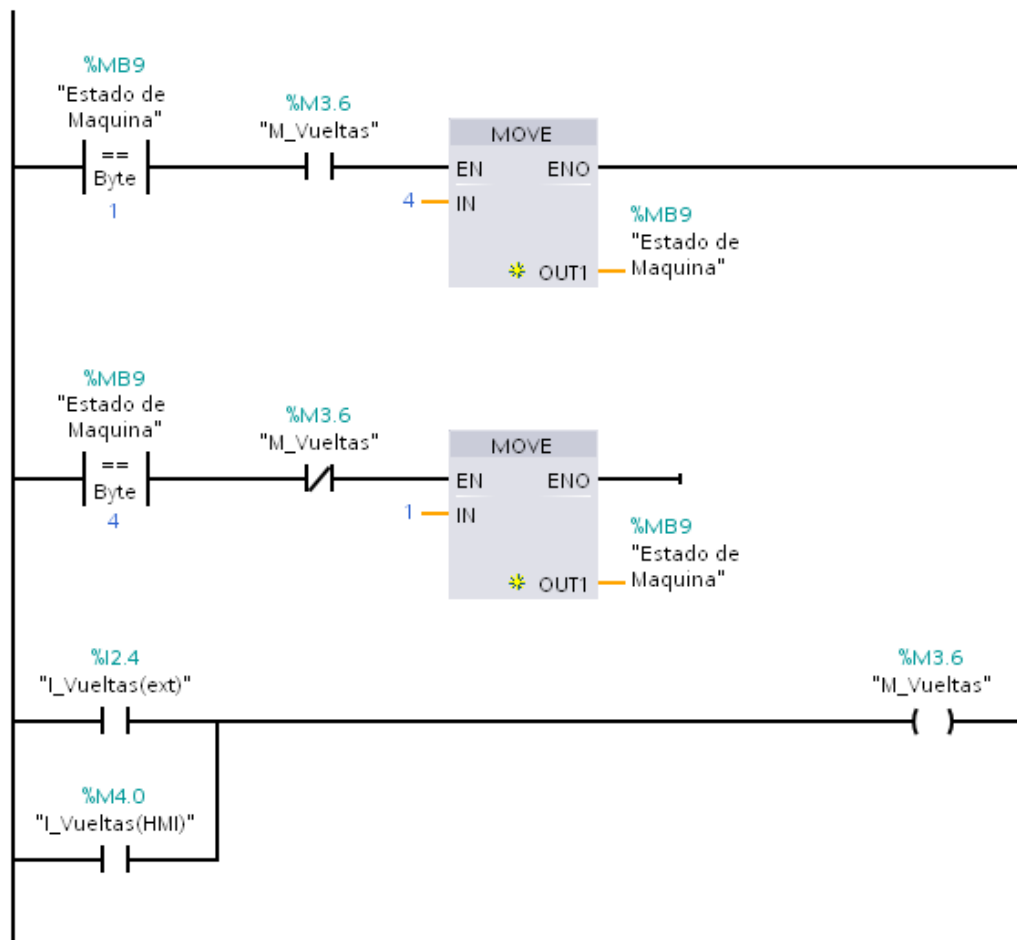 %MB9
"Estado de
Maquina"
==
Byte
1
%M3.6
"M_Vueltas"
MOVE
EN ENO
4 IN
OUT1
%MB9
"Estado de
Maquina"
%MB9
"Estado de
Maquina"
==
Byte
4
%M3.6
"M_Vueltas"
MOVE
EN ENO
1 IN
OUT1
%MB9
"Estado de
Maquina"
%I2.4
"I_Vueltas(ext)"
%M3.6
"M_Vueltas"
%M4.0
"I_Vueltas(HMI)"